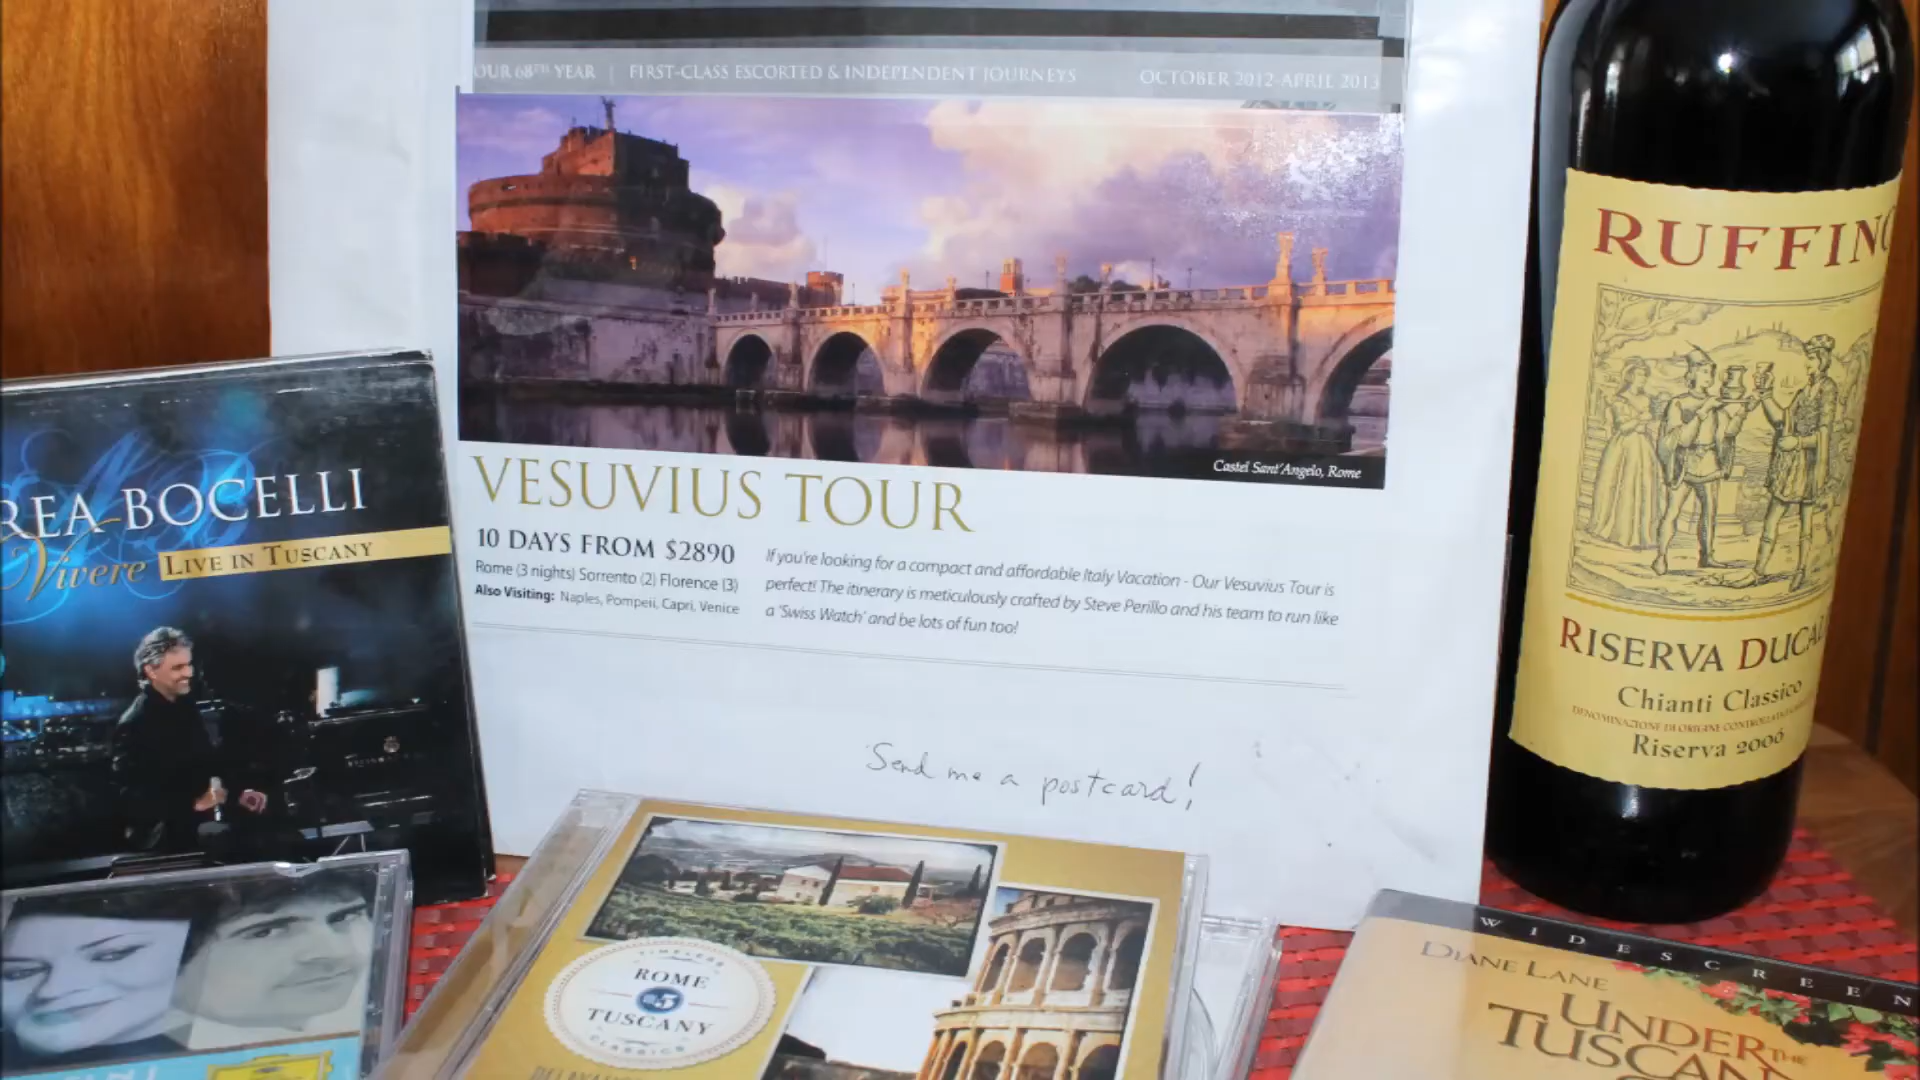 OUR 68TH YEAR | FIRST-CLASS ESCORTED & INDEPENDENT JOURNEYS OCTOBER 2012-APRIL 2013
Castel Sant'Angelo, Rome
VESUVIUS TOUR
10 DAYS FROM $2890
Rome (3 nights) Sorrento (2) Florence (3)
Also Visiting: Naples, Pompeii, Capri, Venice
If you're looking for a compact and affordable Italy Vacation - Our Vesuvius Tour is
perfect! The itinerary is meticulously crafted by Steve Perillo and his team to run like
a 'Swiss Watch' and be lots of fun too!
Send me a postcard!
REA BOCELLI
Vivere LIVE IN TUSCANY
RUFFINO
RISERVA DUCAL
Chianti Classico
Riserva 2006
TIMELESS
ROME
TUSCANY
CLASSICS
WIDESCREEN
DIANE LANE
UNDER THE
TUSCAN